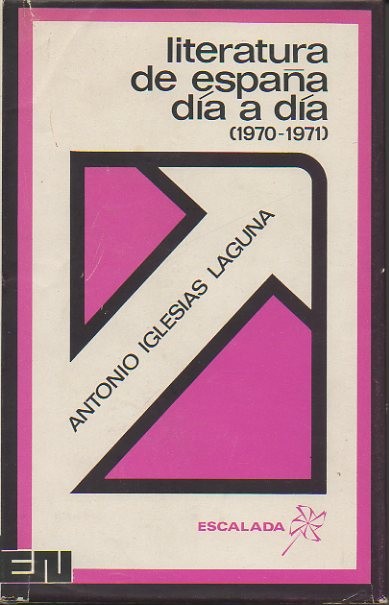 literatura
de españa
día a día
(1970-1971)
ANTONIO IGLESIAS LAGUNA
ESCALADA
EN